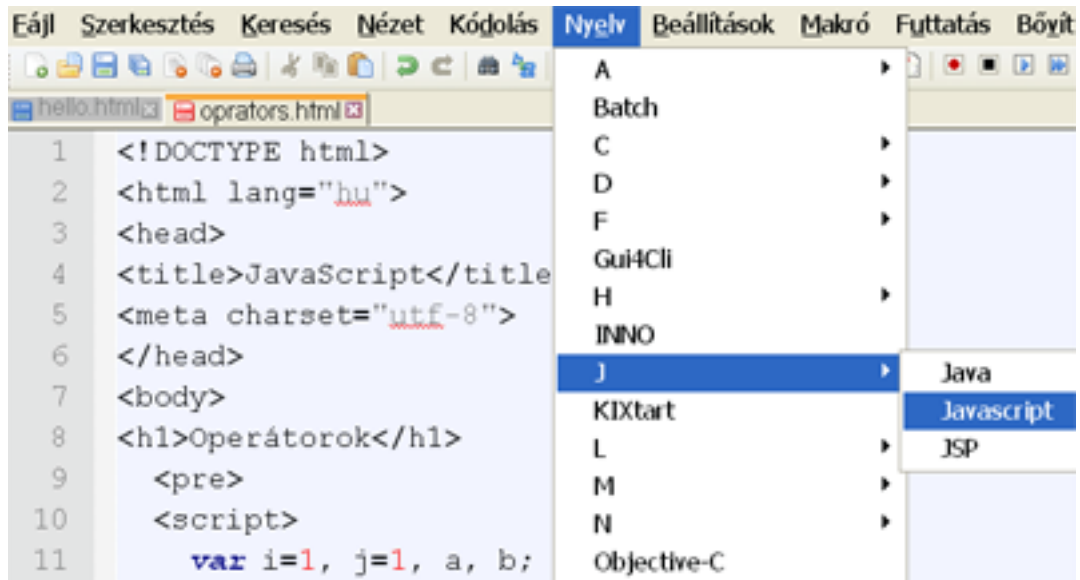 Fájl Szerkesztés Keresés Nézet Kódolás Nyelv Beállítások Makró Futtatás Bővít
hello.html oprators.html
1 <!DOCTYPE html>
2 <html lang="hu">
3 <head>
4 <title>JavaScript</title
5 <meta charset="utf-8">
6 </head>
7 <body>
8 <h1>Operátorok</h1>
9 <pre>
10 <script>
11 var i=1, j=1, a, b;
A
Batch
C
D
F
Gui4Cli
H
INNO
J
KIXtart
L
M
N
Objective-C
Java
Javascript
JSP